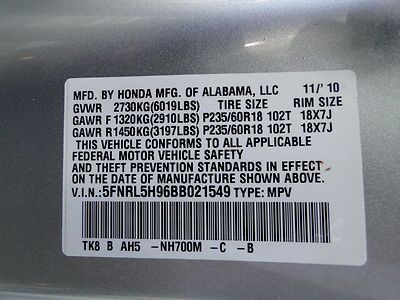 MFD. BY HONDA MFG. OF ALABAMA, LLC 11/' 10
GVWR 2730KG(6019LBS) TIRE SIZE RIM SIZE
GAWR F 1320KG(2910LBS) P235/60R18 102T 18X7J
GAWR R1450KG(3197LBS) P235/60R18 102T 18X7J
THIS VEHICLE CONFORMS TO ALL APPLICABLE
FEDERAL MOTOR VEHICLE SAFETY
AND THEFT PREVENTION STANDARDS IN EFFECT ON
THE DATE OF MANUFACTURE SHOWN ABOVE.
V.I.N: 5FNRL5H96BB021549 TYPE: MPV
TK8 B AH5 -NH700M -C -B